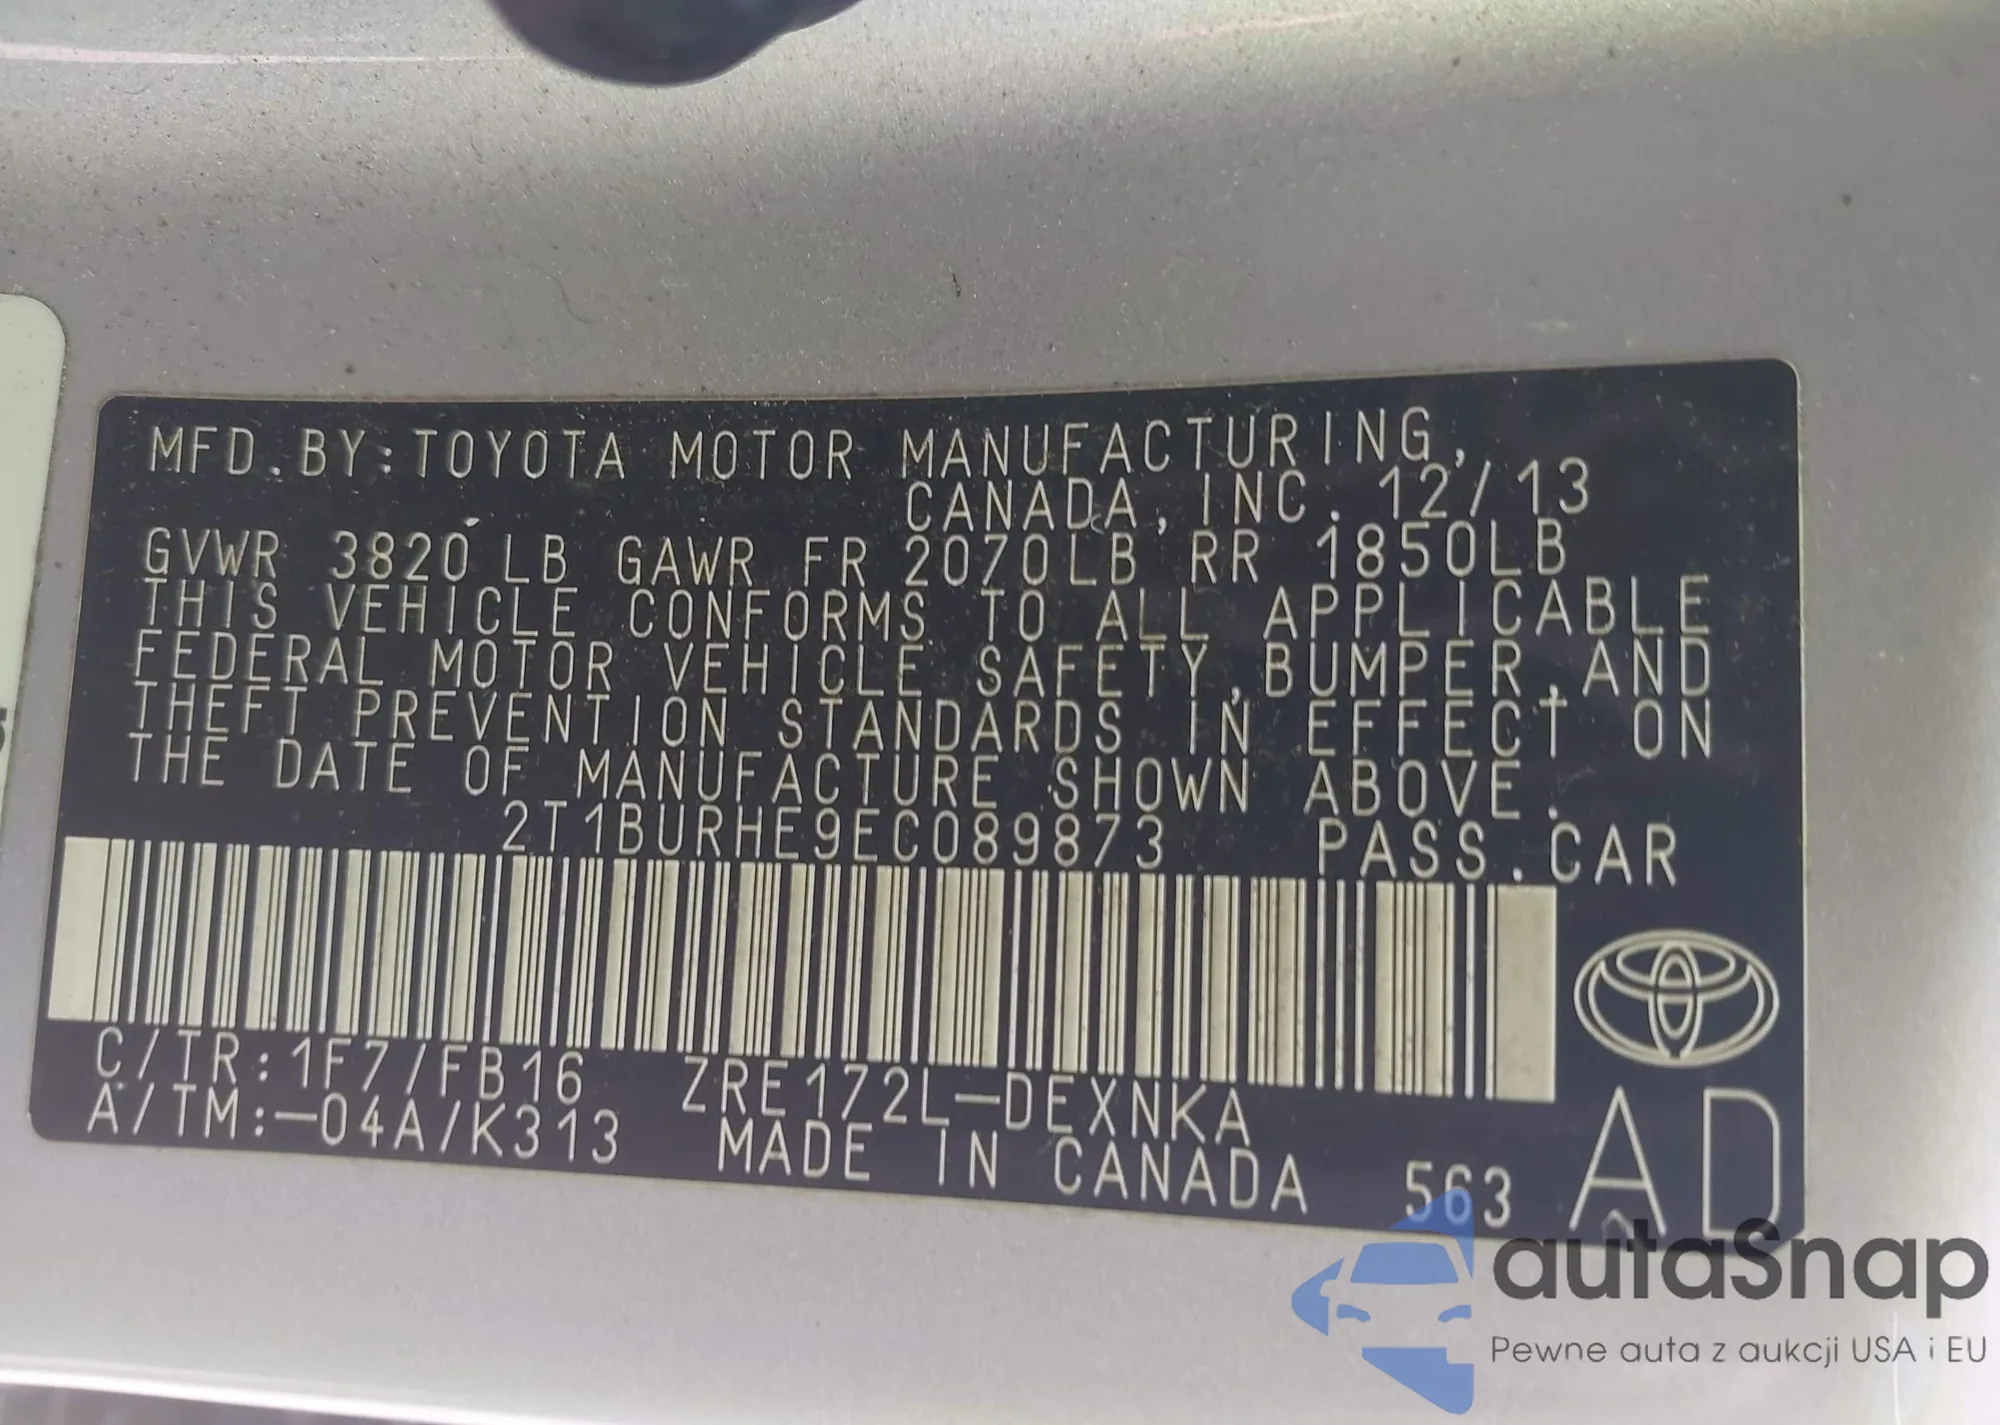 MFD.BY:TOYOTA MOTOR MANUFACTURING,
CANADA,INC. 12/13
GVWR 3820LB GAWR FR 2070LB RR 1850LB
THIS VEHICLE CONFORMS TO ALL APPLICABLE
FEDERAL MOTOR VEHICLE SAFETY,BUMPER,AND
THEFT PREVENTION STANDARDS IN EFFECT ON
THE DATE OF MANUFACTURE SHOWN ABOVE.
2T1BURHE9EC089873 PASS.CAR
C/TR:1F7/FB16 ZRE172L-DEXNKA
A/TM:-04A/K313 MADE IN CANADA 563
AD
autaSnap
Pewne auta z aukcji USA i EU